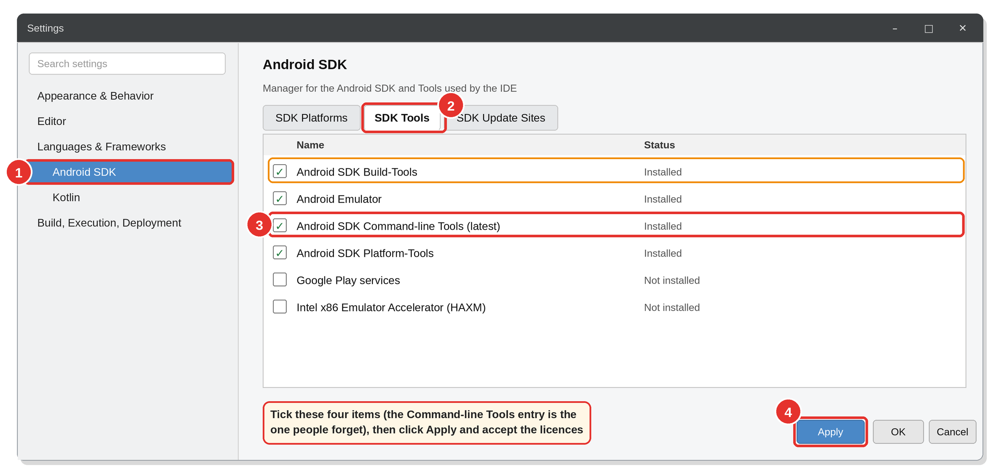 Settings
Search settings
Appearance & Behavior
Editor
Languages & Frameworks
1 Android SDK
Kotlin
Build, Execution, Deployment
Android SDK
Manager for the Android SDK and Tools used by the IDE
2
SDK Platforms SDK Tools SDK Update Sites
Name Status
✓ Android SDK Build-Tools Installed
✓ Android Emulator Installed
3 ✓ Android SDK Command-line Tools (latest) Installed
✓ Android SDK Platform-Tools Installed
Google Play services Not installed
Intel x86 Emulator Accelerator (HAXM) Not installed
Tick these four items (the Command-line Tools entry is the
one people forget), then click Apply and accept the licences
4
Apply OK Cancel